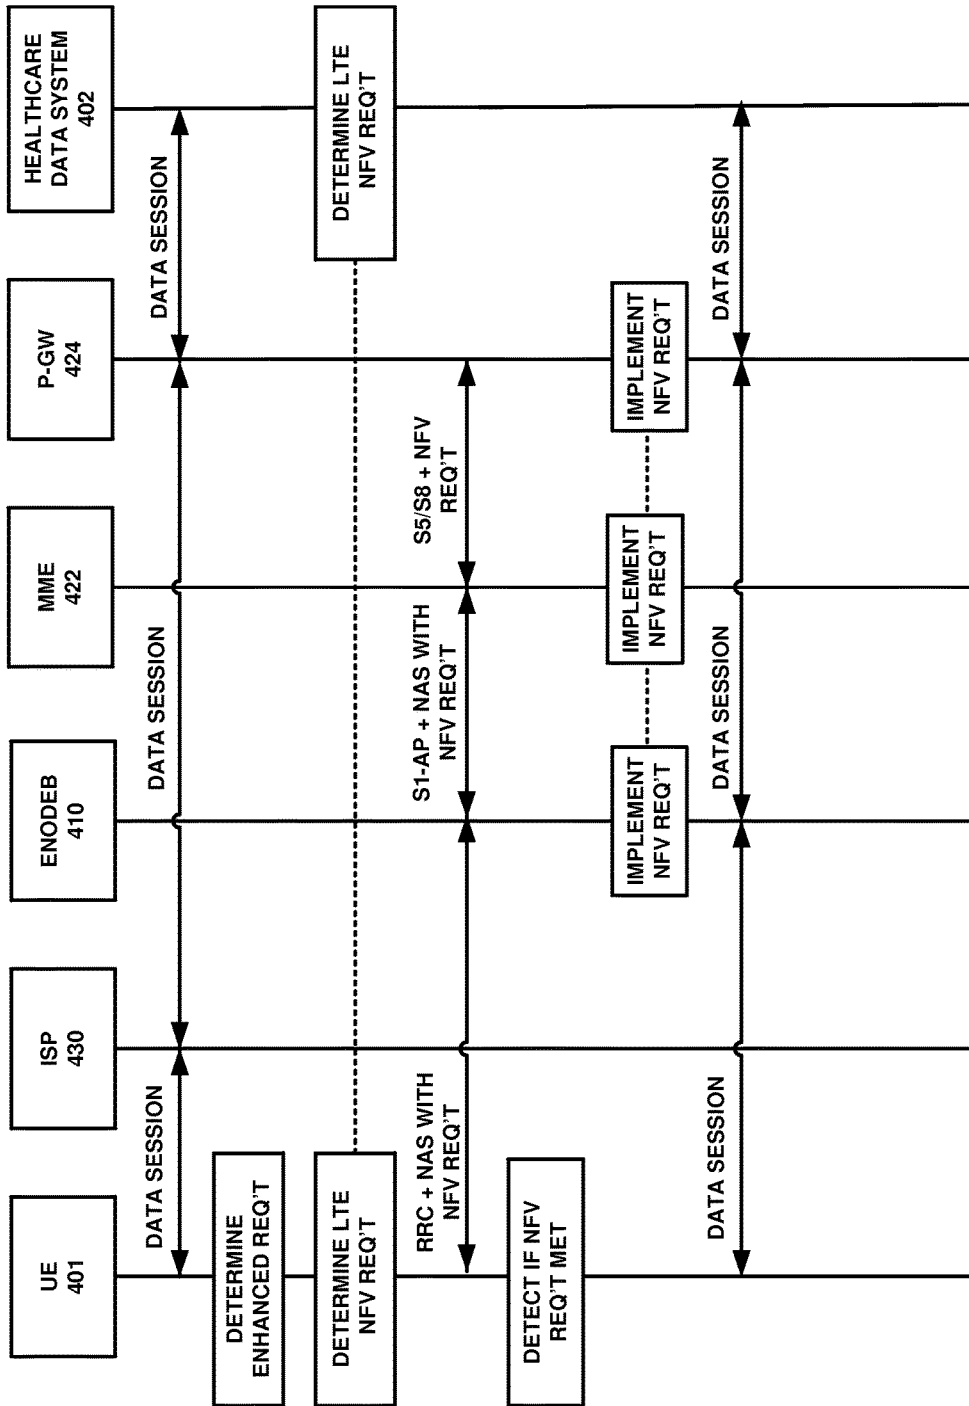 UE
401
ISP
430
ENODEB
410
MME
422
P-GW
424
HEALTHCARE
DATA SYSTEM
402
DATA SESSION
DATA SESSION
DATA SESSION
DETERMINE
ENHANCED REQ'T
DETERMINE LTE
NFV REQ'T
DETERMINE LTE
NFV REQ'T
RRC + NAS WITH
NFV REQ'T
S1-AP + NAS WITH
NFV REQ'T
S5/S8 + NFV
REQ'T
DETECT IF NFV
REQ'T MET
IMPLEMENT
NFV REQ'T
IMPLEMENT
NFV REQ'T
IMPLEMENT
NFV REQ'T
DATA SESSION
DATA SESSION
DATA SESSION